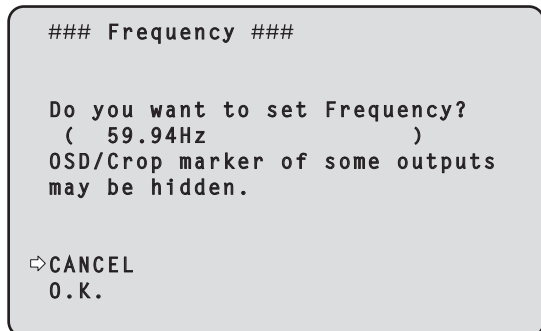 ### Frequency ###
Do you want to set Frequency?
( 59.94Hz )
OSD/Crop marker of some outputs
may be hidden.
⇨CANCEL
O.K.